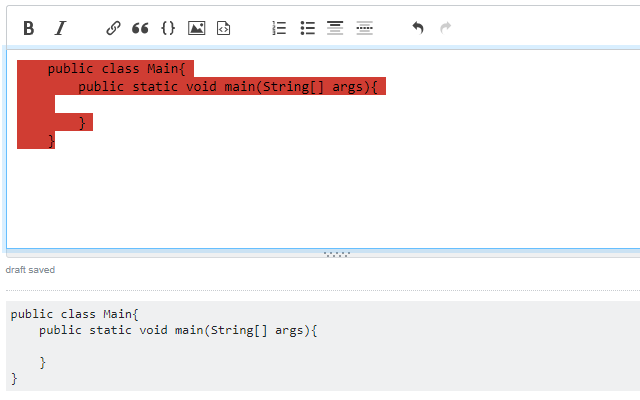 B I
public class Main{
    public static void main(String[] args){

    }
}
draft saved
public class Main{
    public static void main(String[] args){

    }
}